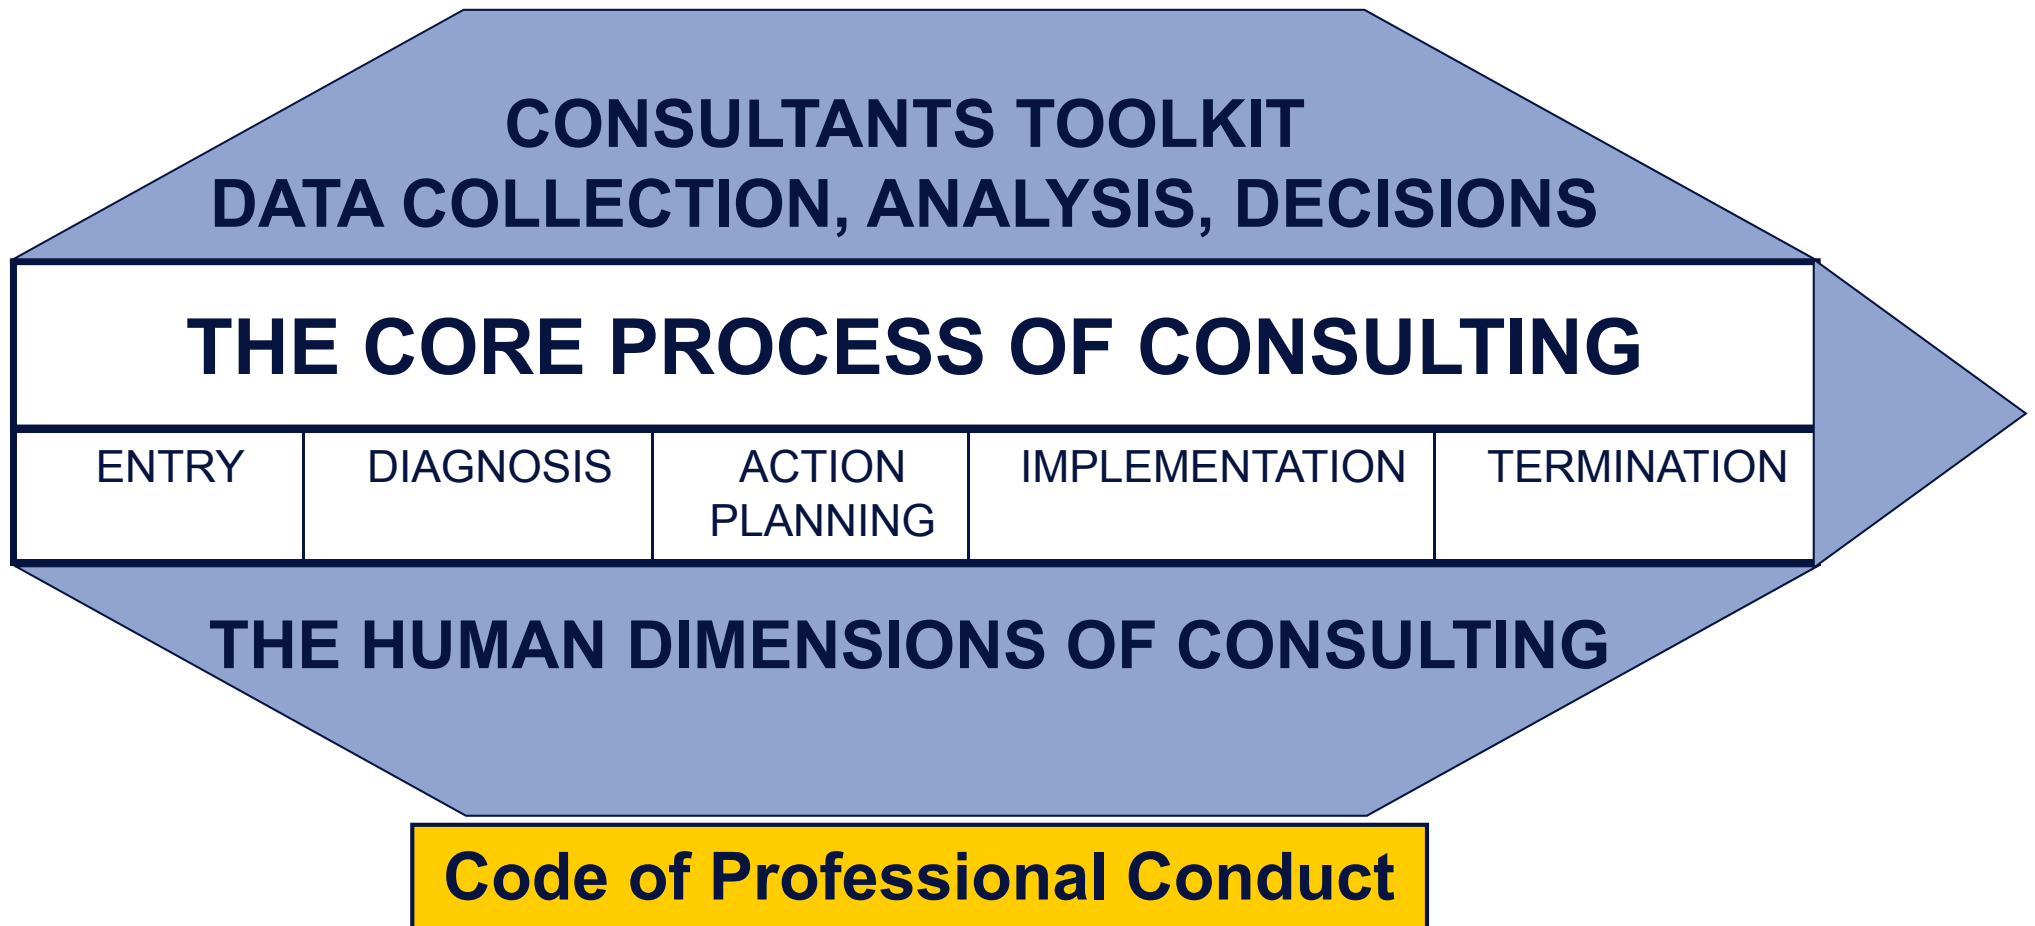 CONSULTANTS TOOLKIT
DATA COLLECTION, ANALYSIS, DECISIONS
THE CORE PROCESS OF CONSULTING
ENTRY
DIAGNOSIS
ACTION
PLANNING
IMPLEMENTATION
TERMINATION
THE HUMAN DIMENSIONS OF CONSULTING
Code of Professional Conduct